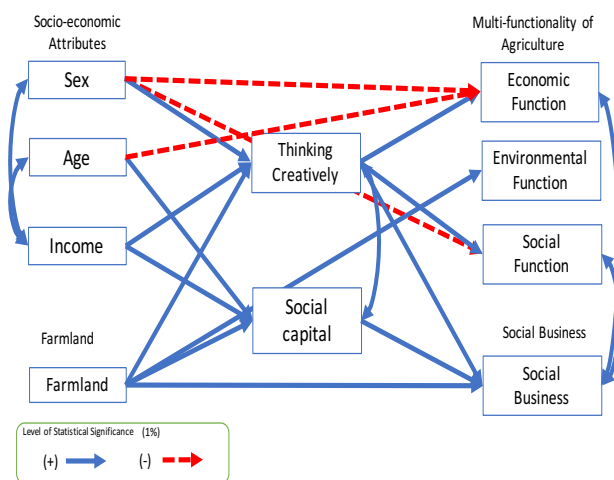 Socio-economic
Attributes
Sex
Age
Income
Farmland
Farmland
Thinking
Creatively
Social
capital
Multi-functionality of
Agriculture
Economic
Function
Environmental
Function
Social
Function
Social Business
Social
Business
Level of Statistical Significance (1%)
(+) (-)